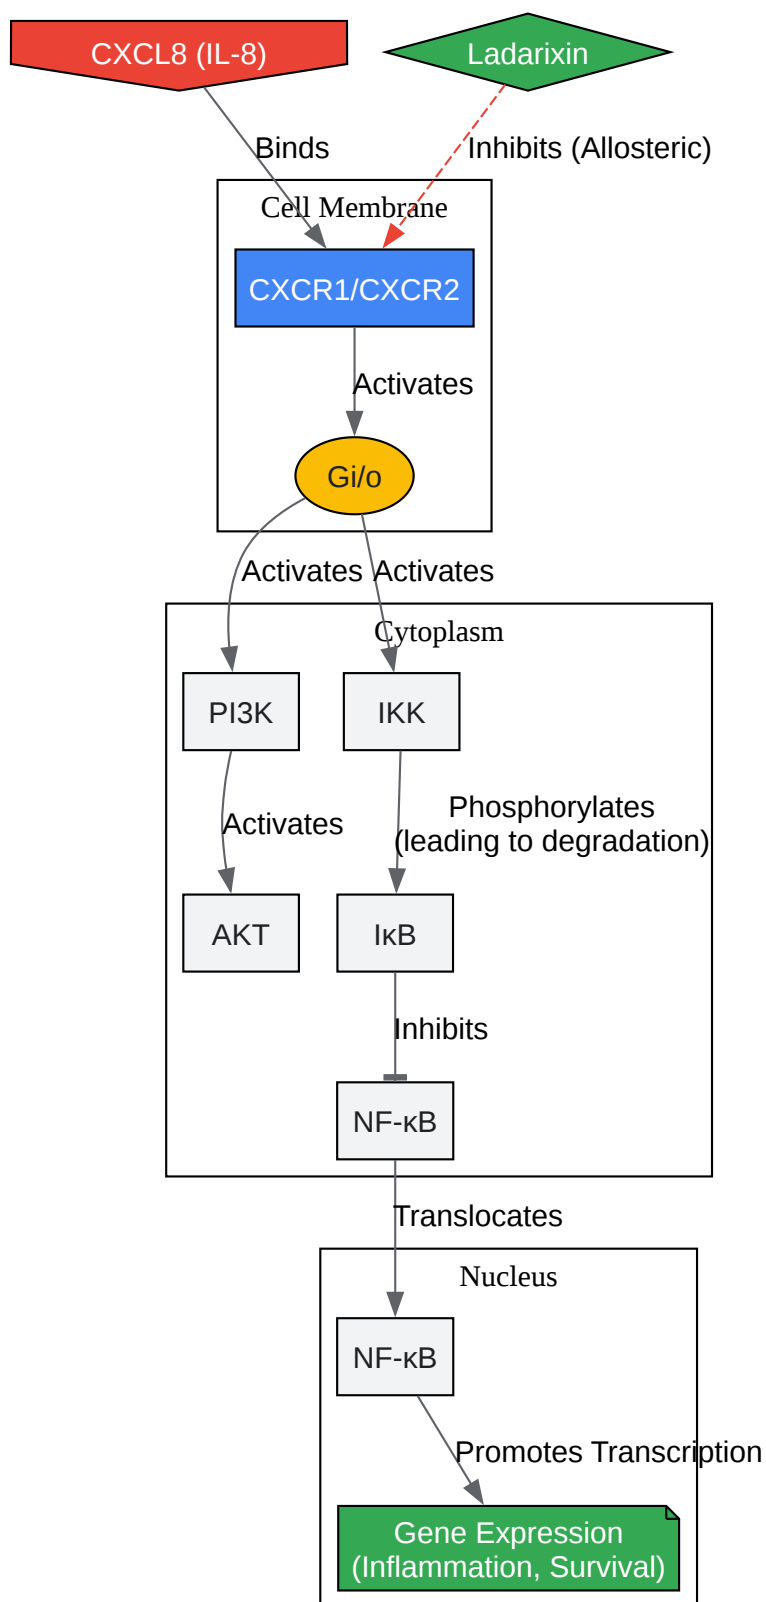 CXCL8 (IL-8)
Ladarixin
Binds
Inhibits (Allosteric)
Cell Membrane
CXCR1/CXCR2
Activates
Gi/o
Activates
Activates
Cytoplasm
PI3K
IKK
Phosphorylates
(leading to degradation)
Activates
AKT
IκB
Inhibits
NF-κB
Translocates
Nucleus
NF-κB
Promotes Transcription
Gene Expression
(Inflammation, Survival)